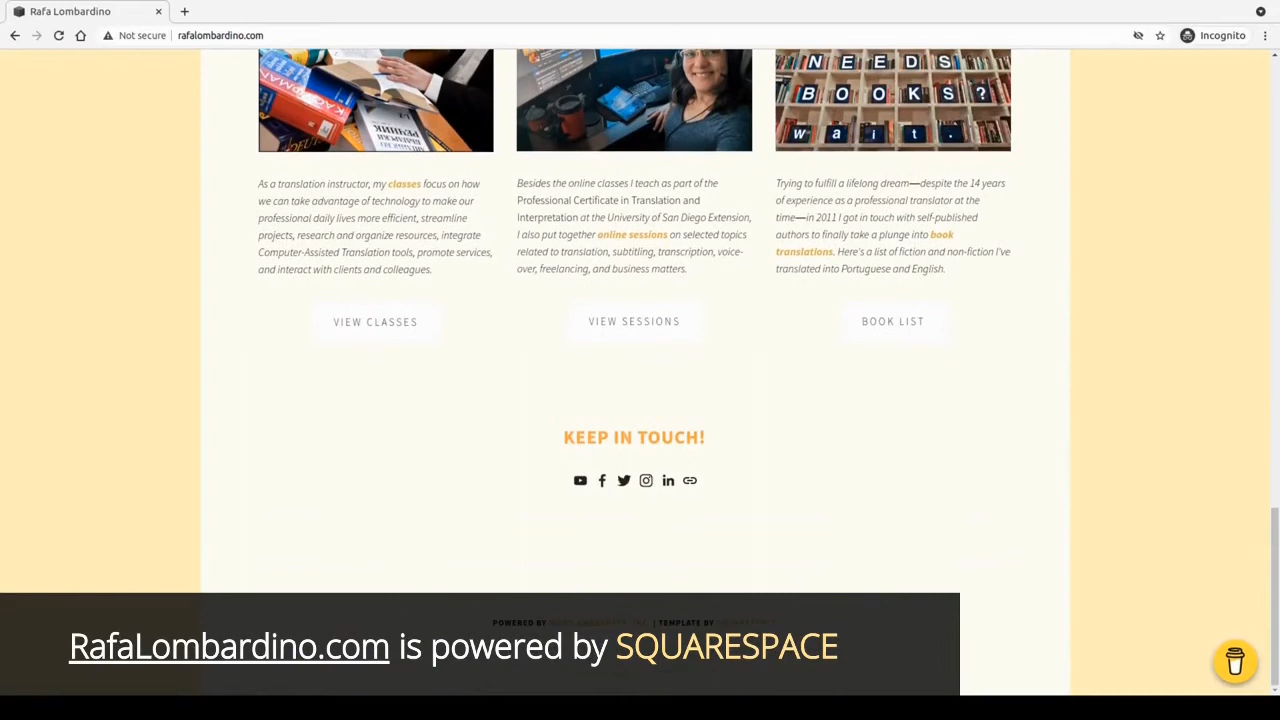 Rafa Lombardino
Not secure
rafalombardino.com
Incognito
NEEDS
BOOKS?
wait.
As a translation instructor, my classes focus on how
we can take advantage of technology to make our
professional daily lives more efficient, streamline
projects, research and organize resources, integrate
Computer-Assisted Translation tools, promote services,
and interact with clients and colleagues.
VIEW CLASSES
Besides the online classes I teach as part of the
Professional Certificate in Translation and
Interpretation at the University of San Diego Extension,
I also put together online sessions on selected topics
related to translation, subtitling, transcription, voice-
over, freelancing, and business matters.
VIEW SESSIONS
Trying to fulfill a lifelong dream—despite the 14 years
of experience as a professional translator at the
time—in 2011 I got in touch with self-published
authors to finally take a plunge into book
translations. Here's a list of fiction and non-fiction I've
translated into Portuguese and English.
BOOK LIST
KEEP IN TOUCH!
POWERED BY
| TEMPLATE BY
RafaLombardino.com is powered by SQUARESPACE